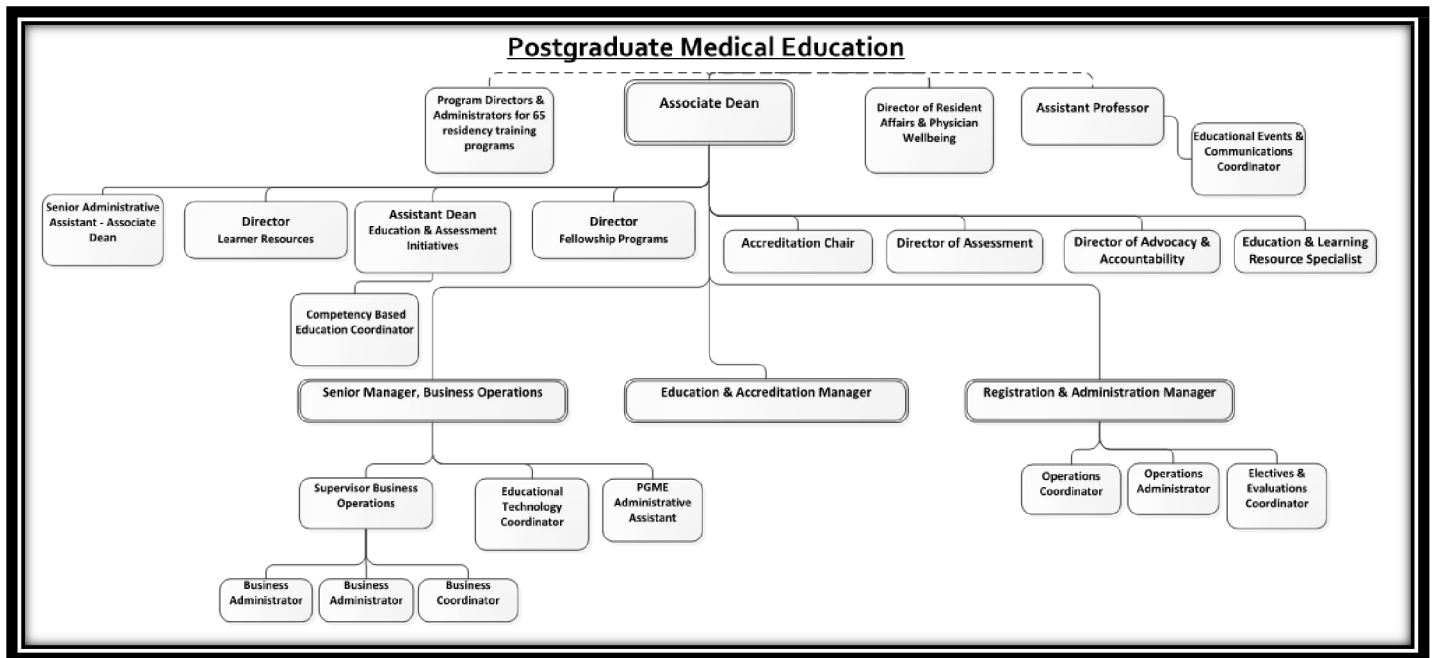 Postgraduate Medical Education
Program Directors &
Administrators for 65
residency training
programs
Associate Dean
Director of Resident
Affairs & Physician
Wellbeing
Assistant Professor
Educational Events &
Communications
Coordinator
Senior Administrative
Assistant - Associate
Dean
Director
Learner Resources
Assistant Dean
Education & Assessment
Initiatives
Director
Fellowship Programs
Accreditation Chair
Director of Assessment
Director of Advocacy &
Accountability
Education & Learning
Resource Specialist
Competency Based
Education Coordinator
Senior Manager, Business Operations
Education & Accreditation Manager
Registration & Administration Manager
Supervisor Business
Operations
Educational
Technology
Coordinator
PGME
Administrative
Assistant
Operations
Coordinator
Operations
Administrator
Electives &
Evaluations
Coordinator
Business
Administrator
Business
Administrator
Business
Coordinator